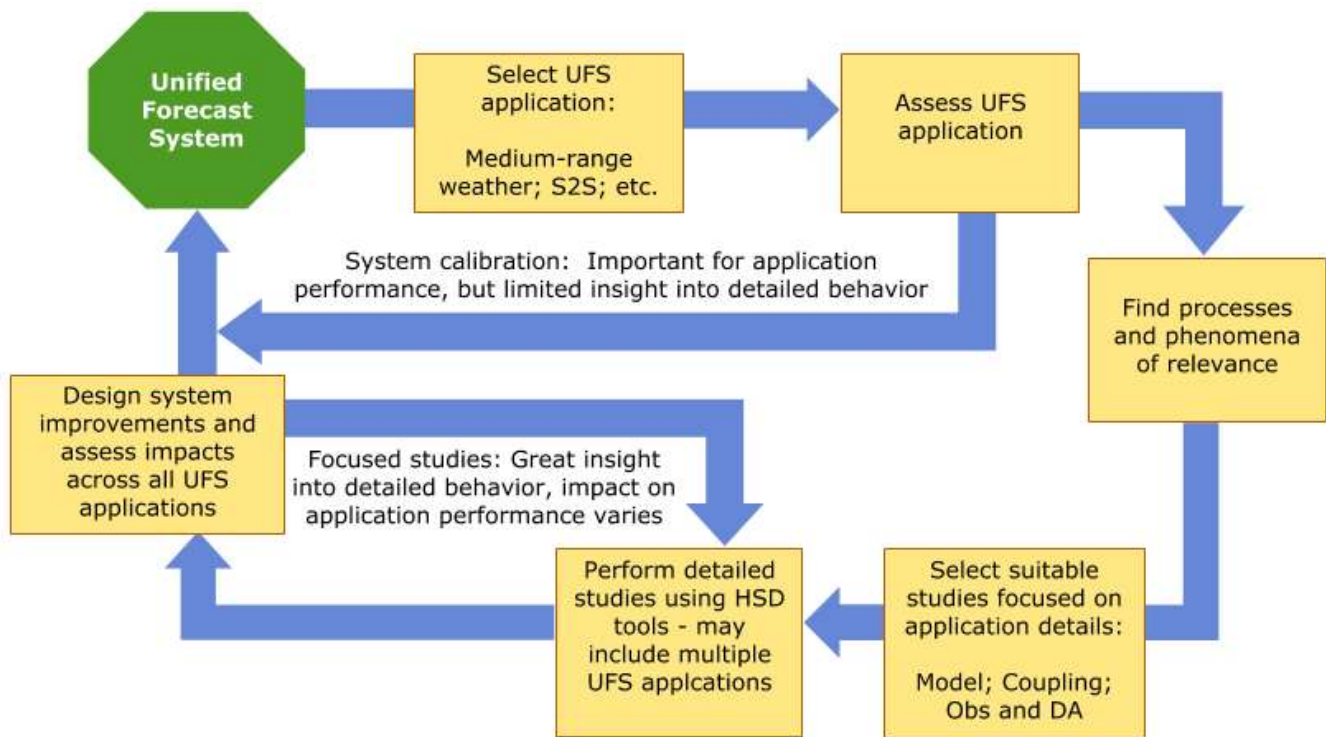 Unified
Forecast
System
Select UFS
application:
Medium-range
weather; S2S; etc.
Assess UFS
application
System calibration:  Important for application
performance, but limited insight into detailed behavior
Find processes
and phenomena
of relevance
Design system
improvements and
assess impacts
across all UFS
applications
Focused studies: Great insight
into detailed behavior, impact on
application performance varies
Perform detailed
studies using HSD
tools - may
include multiple
UFS applcations
Select suitable
studies focused on
application details:
Model; Coupling;
Obs and DA